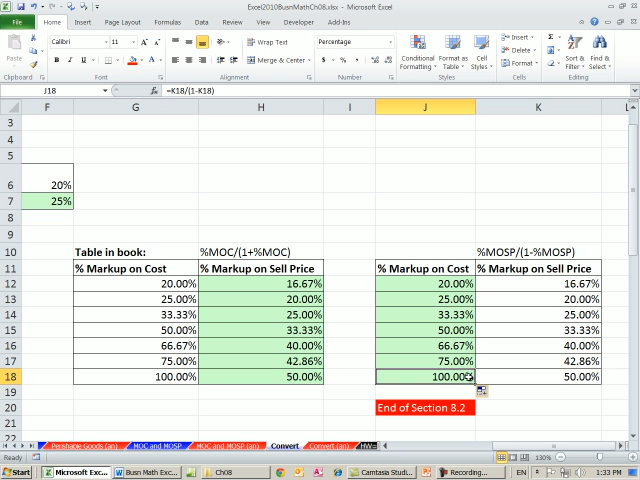 Excel2010BusnMathCh08.xlsx - Microsoft Excel
File Home Insert Page Layout Formulas Data Review View Developer Add-Ins
Calibri 11 Wrap Text Percentage
Paste B I U Merge & Center $ % , Conditional Formatting Format as Table Cell Styles Insert Delete Format Sort & Filter Find & Select
Clipboard Font Alignment Number Styles Cells Editing
J18 fx =K18/(1-K18)
F G H I J K L
3
4
5
6 20%
7 25%
8
9
10 Table in book: %MOC/(1+%MOC) %MOSP/(1-%MOSP)
11 % Markup on Cost % Markup on Sell Price % Markup on Cost % Markup on Sell Price
12 20.00% 16.67% 20.00% 16.67%
13 25.00% 20.00% 25.00% 20.00%
14 33.33% 25.00% 33.33% 25.00%
15 50.00% 33.33% 50.00% 33.33%
16 66.67% 40.00% 66.67% 40.00%
17 75.00% 42.86% 75.00% 42.86%
18 100.00% 50.00% 100.00% 50.00%
19
20 End of Section 8.2
21
22
Perishable Goods (an) MOC and MOSP MOC and MOSP (an) Convert Convert (an) HW=
Ready 130%
Start Microsoft Exc... Busn Math Exc... Ch08 Camtasia Studi... Recording... EN 1:33 PM